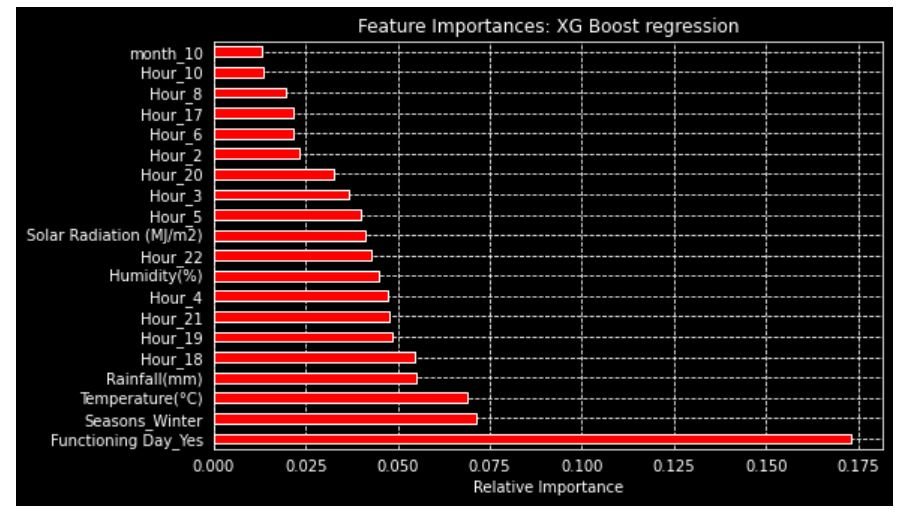 Feature Importances: XG Boost regression
month_10
Hour_10
Hour_8
Hour_17
Hour_6
Hour_2
Hour_20
Hour_3
Hour_5
Solar Radiation (MJ/m2)
Hour_22
Humidity(%)
Hour_4
Hour_21
Hour_19
Hour_18
Rainfall(mm)
Temperature(°C)
Seasons_Winter
Functioning Day_Yes
0.000 0.025 0.050 0.075 0.100 0.125 0.150 0.175
Relative Importance